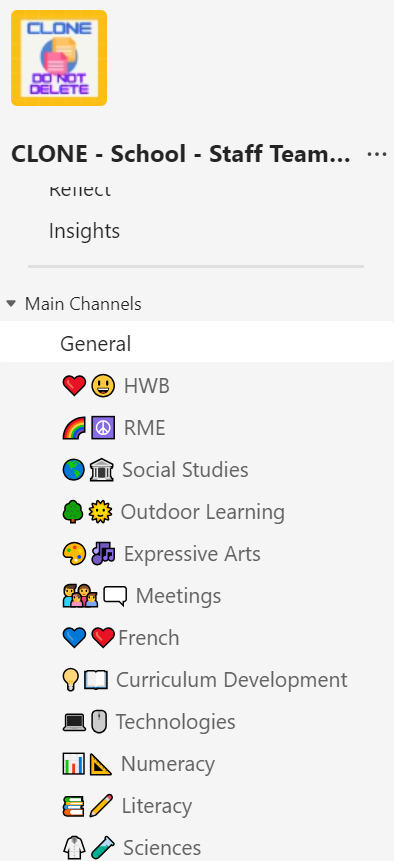 CLONE
DO NOT
DELETE
CLONE - School - Staff Team... ...
Reflect
Insights
Main Channels
General
❤️😃 HWB
🌈☮️ RME
🌎🏛️ Social Studies
🌳🌞 Outdoor Learning
🎨🎶 Expressive Arts
👨‍👩‍👧‍👧🗨️ Meetings
💙❤️French
💡📖 Curriculum Development
💻🖱️ Technologies
📊📐 Numeracy
📚✏️ Literacy
🥼🧪 Sciences